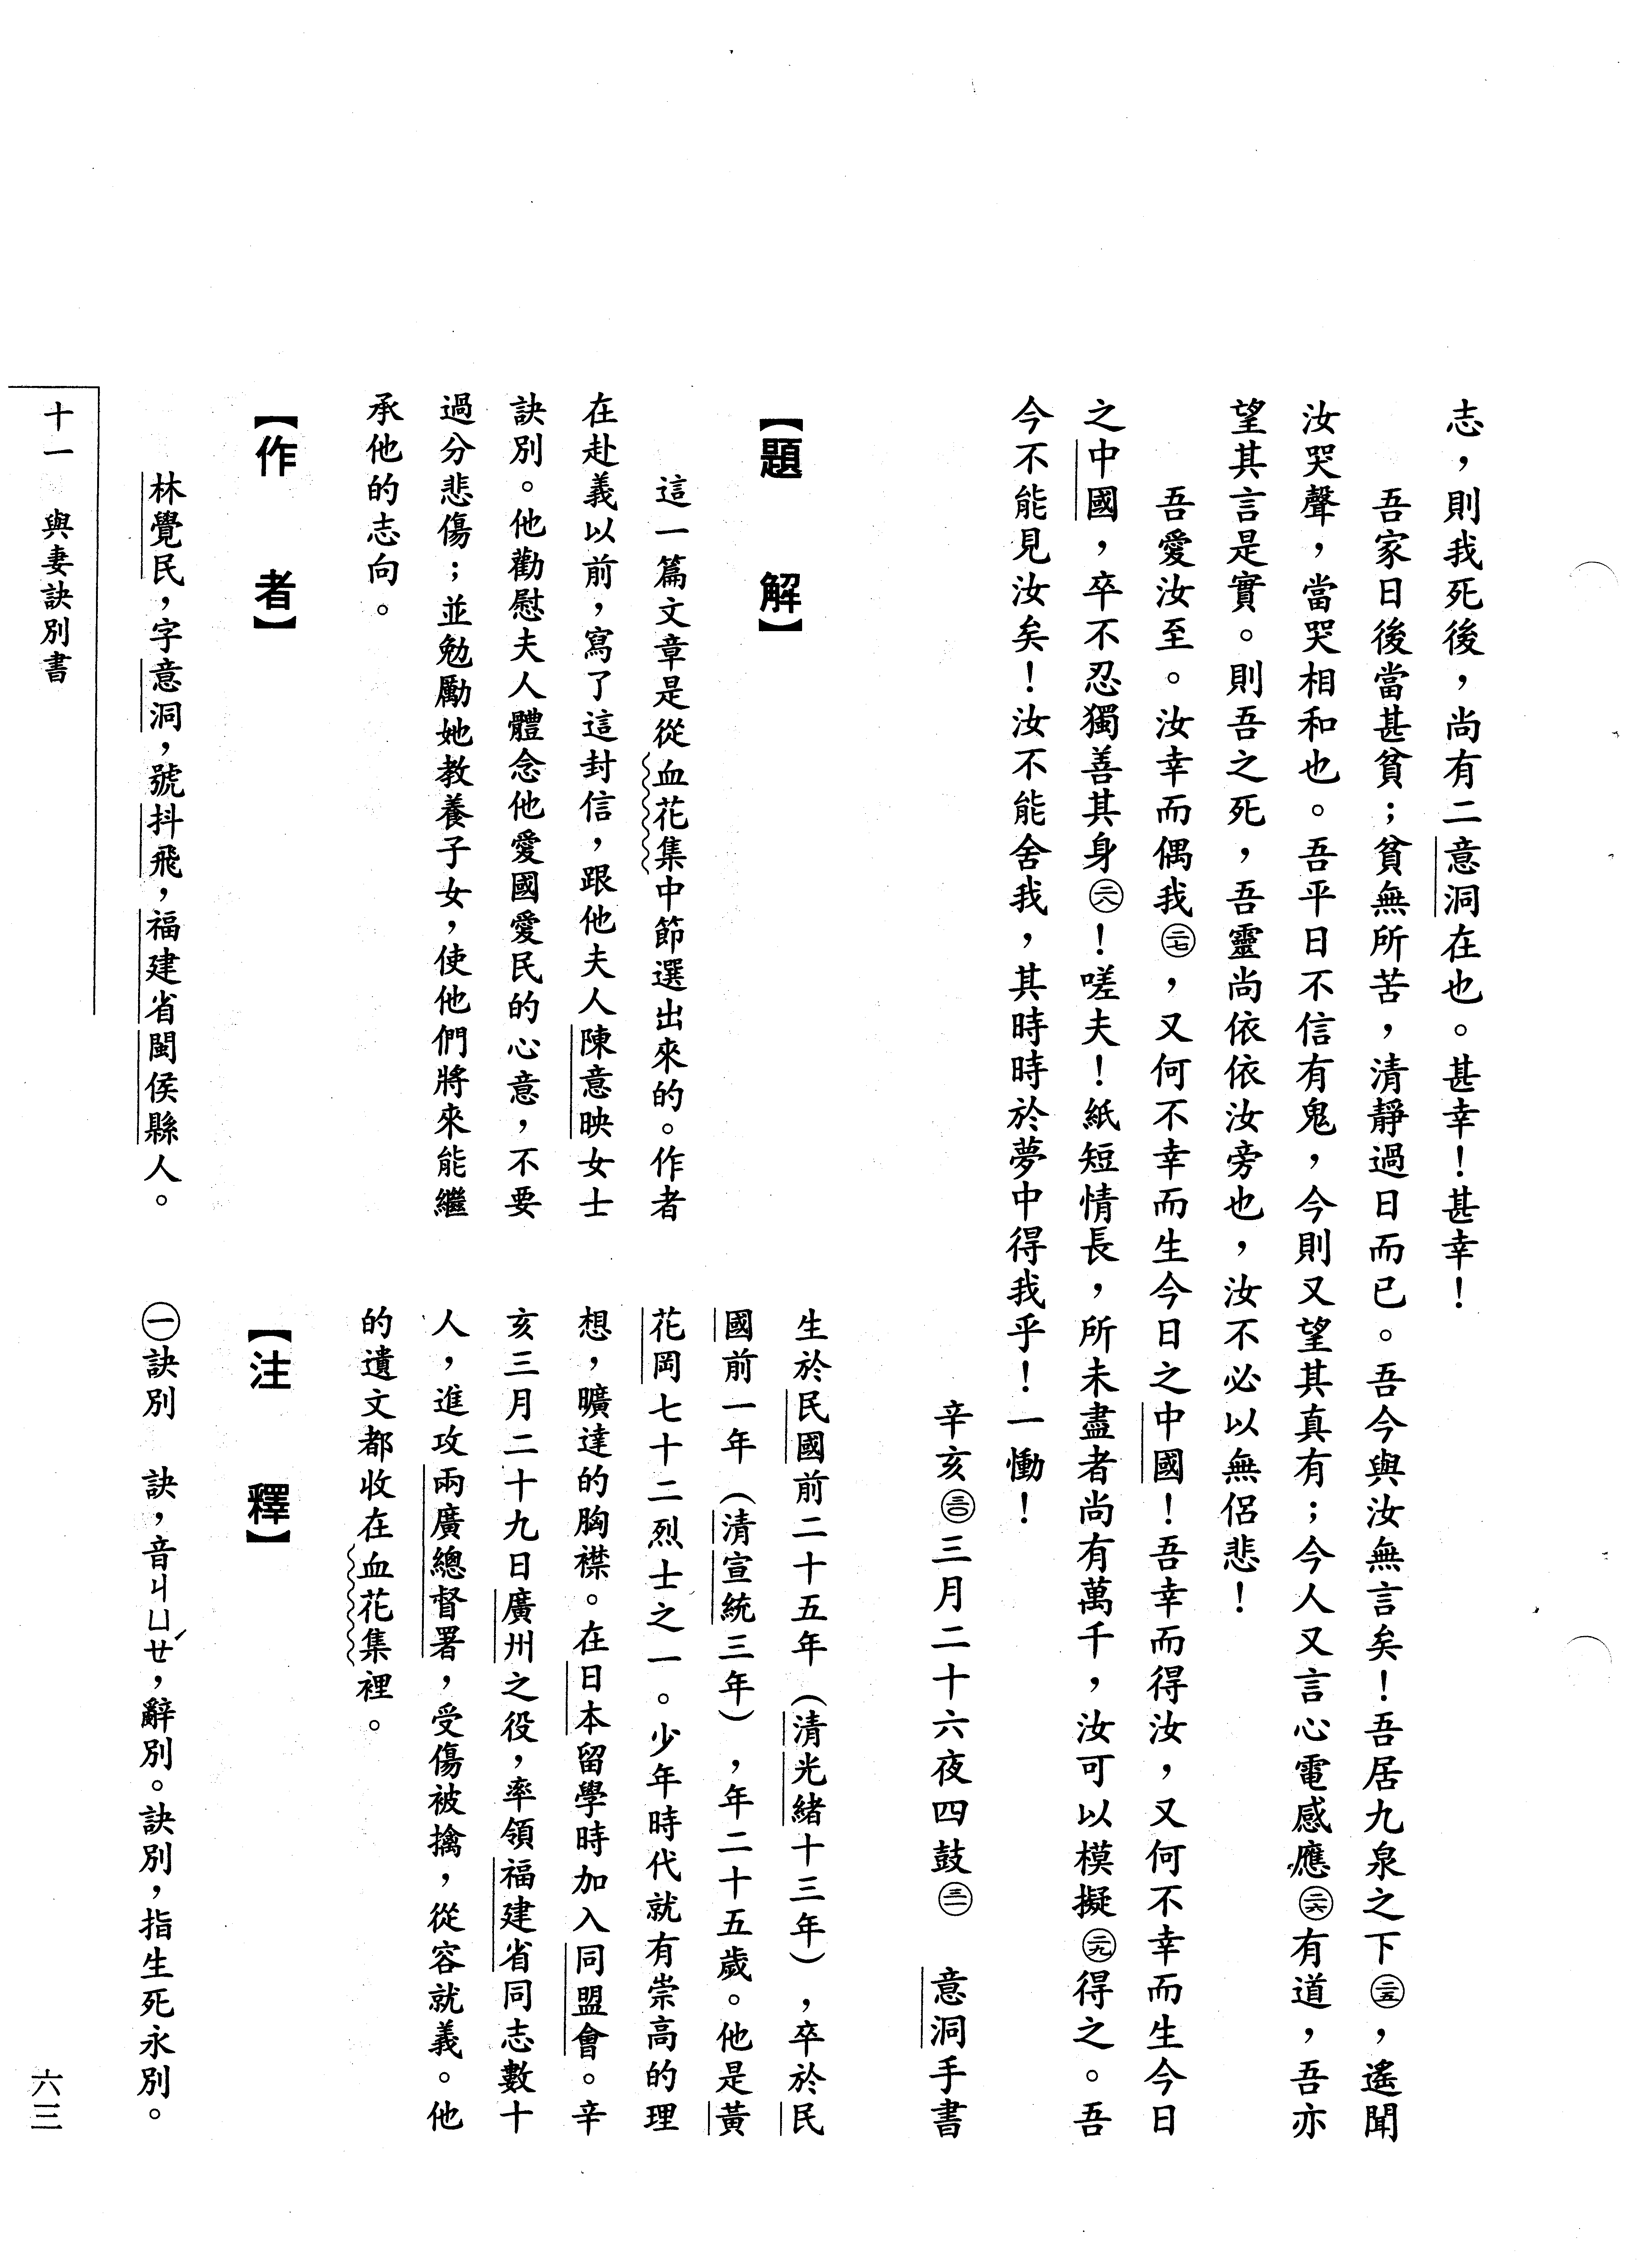 志，則我死後，尚有二意洞在也。甚幸！甚幸！
吾家日後當甚貧；貧無所苦，清靜過日而已。吾今與汝無言矣！吾居九泉之下㉕，遙聞
汝哭聲，當哭相和也。吾平日不信有鬼，今則又望其真有；今人又言心電感應㉖有道，吾亦
望其言是實。則吾之死，吾靈尚依依汝旁也，汝不必以無侶悲！
吾愛汝至。汝幸而偶我㉗，又何不幸而生今日之中國！吾幸而得汝，又何不幸而生今日
之中國，卒不忍獨善其身㉘！嗟夫！紙短情長，所未盡者尚有萬千，汝可以模擬㉙得之。吾
今不能見汝矣！汝不能舍我，其時時於夢中得我乎！一慟！
辛亥㉚三月二十六夜四鼓㉛　意洞手書
【題　解】
這一篇文章是從血花集中節選出來的。作者
在赴義以前，寫了這封信，跟他夫人陳意映女士
訣別。他勸慰夫人體念他愛國愛民的心意，不要
過分悲傷；並勉勵她教養子女，使他們將來能繼
承他的志向。
【作　者】
林覺民，字意洞，號抖飛，福建省閩侯縣人。
生於民國前二十五年（清光緒十三年），卒於民
國前一年（清宣統三年），年二十五歲。他是黃
花岡七十二烈士之一。少年時代就有崇高的理
想，曠達的胸襟。在日本留學時加入同盟會。辛
亥三月二十九日廣州之役，率領福建省同志數十
人，進攻兩廣總督署，受傷被擒，從容就義。他
的遺文都收在血花集裡。
【注　釋】
㊀訣別　訣，音ㄐㄩㄝˊ，辭別。訣別，指生死永別。
十一　與妻訣別書
六三